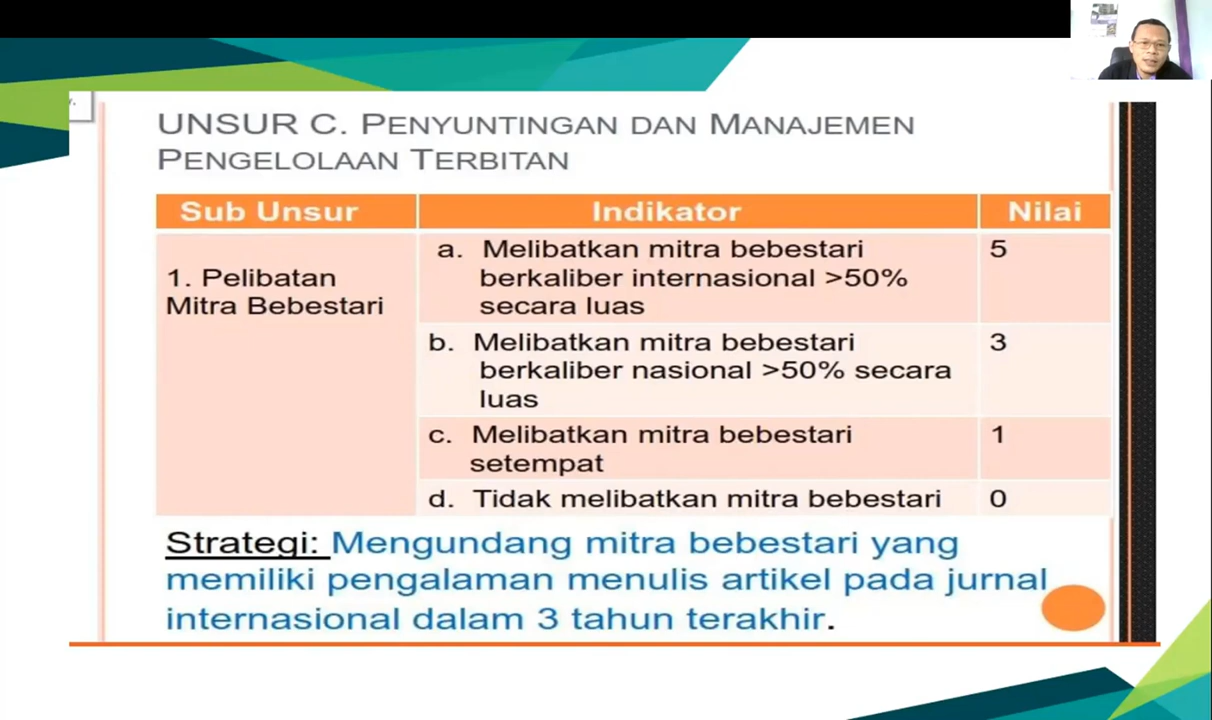 UNSUR C. PENYUNTINGAN DAN MANAJEMEN
PENGELOLAAN TERBITAN
Sub Unsur Indikator Nilai
1. Pelibatan
Mitra Bebestari
a. Melibatkan mitra bebestari
berkaliber internasional >50%
secara luas
5
b. Melibatkan mitra bebestari
berkaliber nasional >50% secara
luas
3
c. Melibatkan mitra bebestari
setempat
1
d. Tidak melibatkan mitra bebestari
0
Strategi: Mengundang mitra bebestari yang
memiliki pengalaman menulis artikel pada jurnal
internasional dalam 3 tahun terakhir.